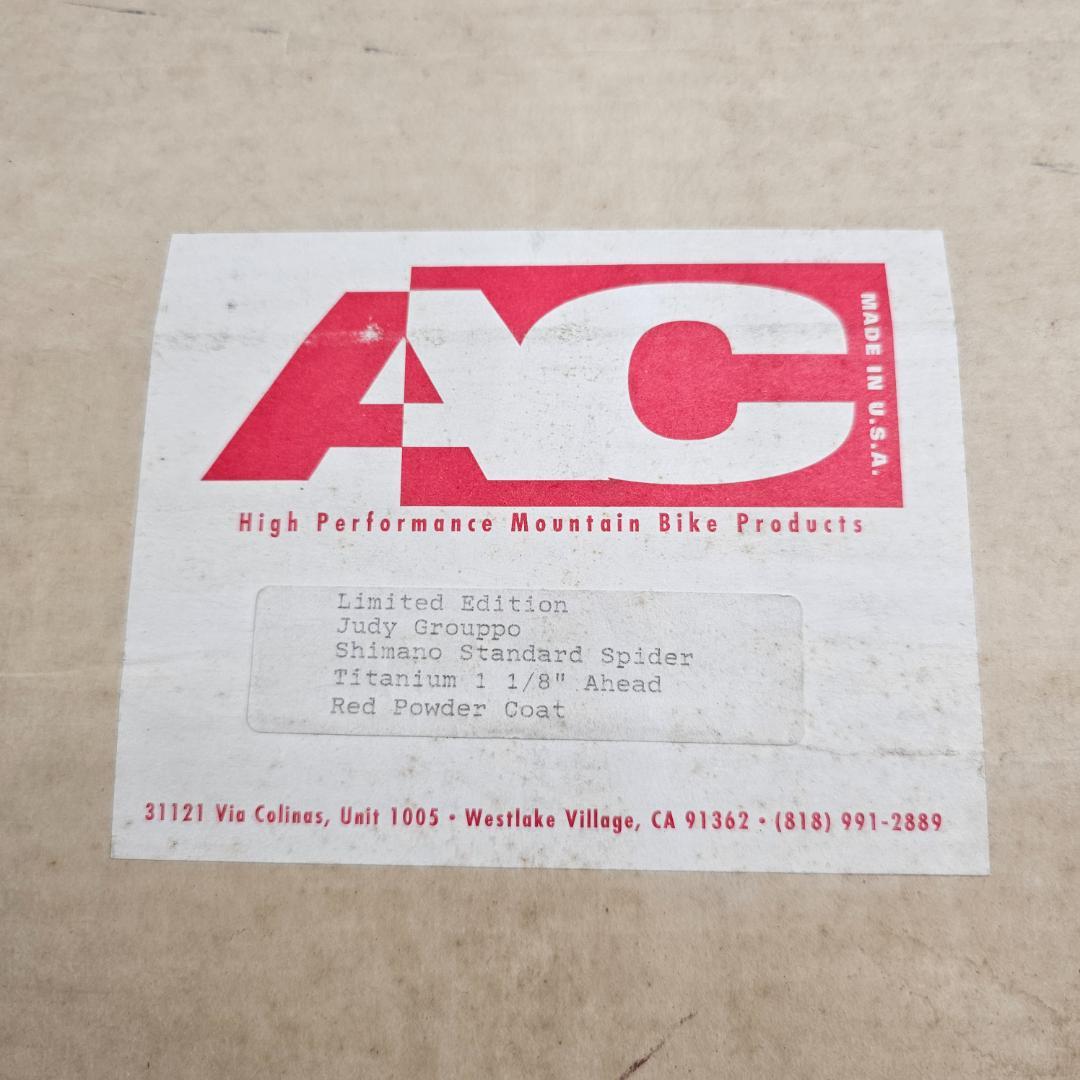 AC
MADE IN U.S.A.
High Performance Mountain Bike Products
Limited Edition
Judy Grouppo
Shimano Standard Spider
Titanium 1 1/8" Ahead
Red Powder Coat
31121 Via Colinas, Unit 1005 • Westlake Village, CA 91362 • (818) 991-2889